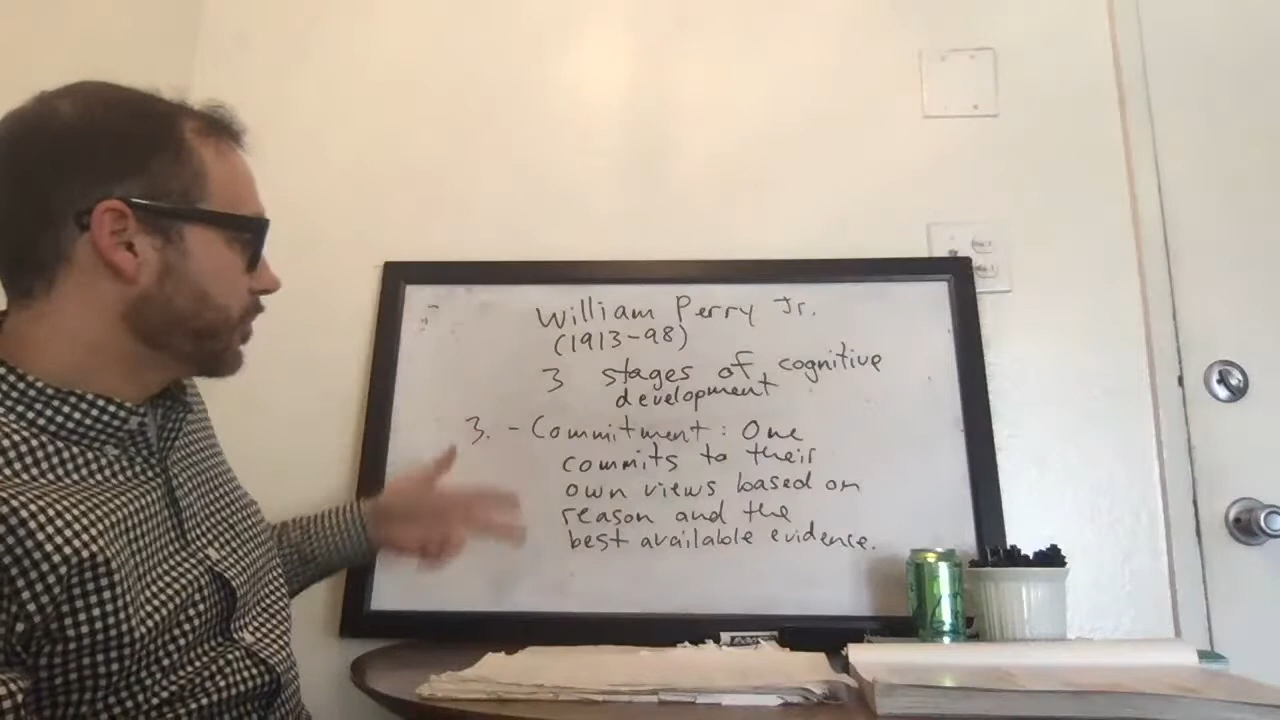 William Perry Jr.
(1913-98)
3 stages of cognitive
development
3. - Commitment: One
commits to their
own views based on
reason and the
best available evidence.